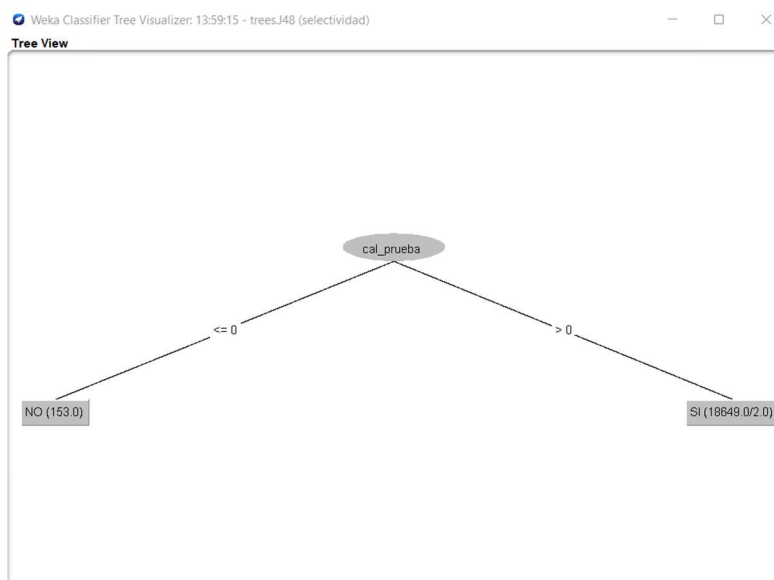 Weka Classifier Tree Visualizer: 13:59:15 - trees.J48 (selectividad)
Tree View
cal_prueba
<= 0
> 0
NO (153.0)
SI (18649.0/2.0)